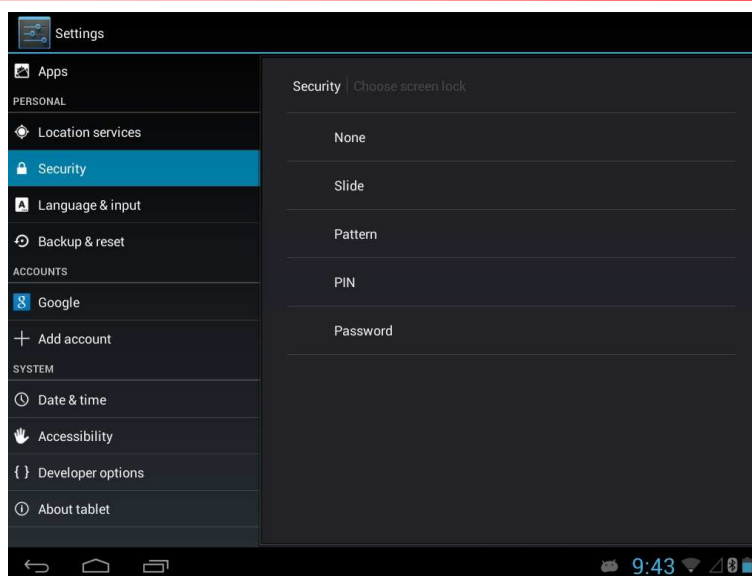 Settings
Apps
PERSONAL
Location services
Security
Language & input
Backup & reset
ACCOUNTS
Google
Add account
SYSTEM
Date & time
Accessibility
{ } Developer options
About tablet
Security | Choose screen lock
None
Slide
Pattern
PIN
Password
9:43